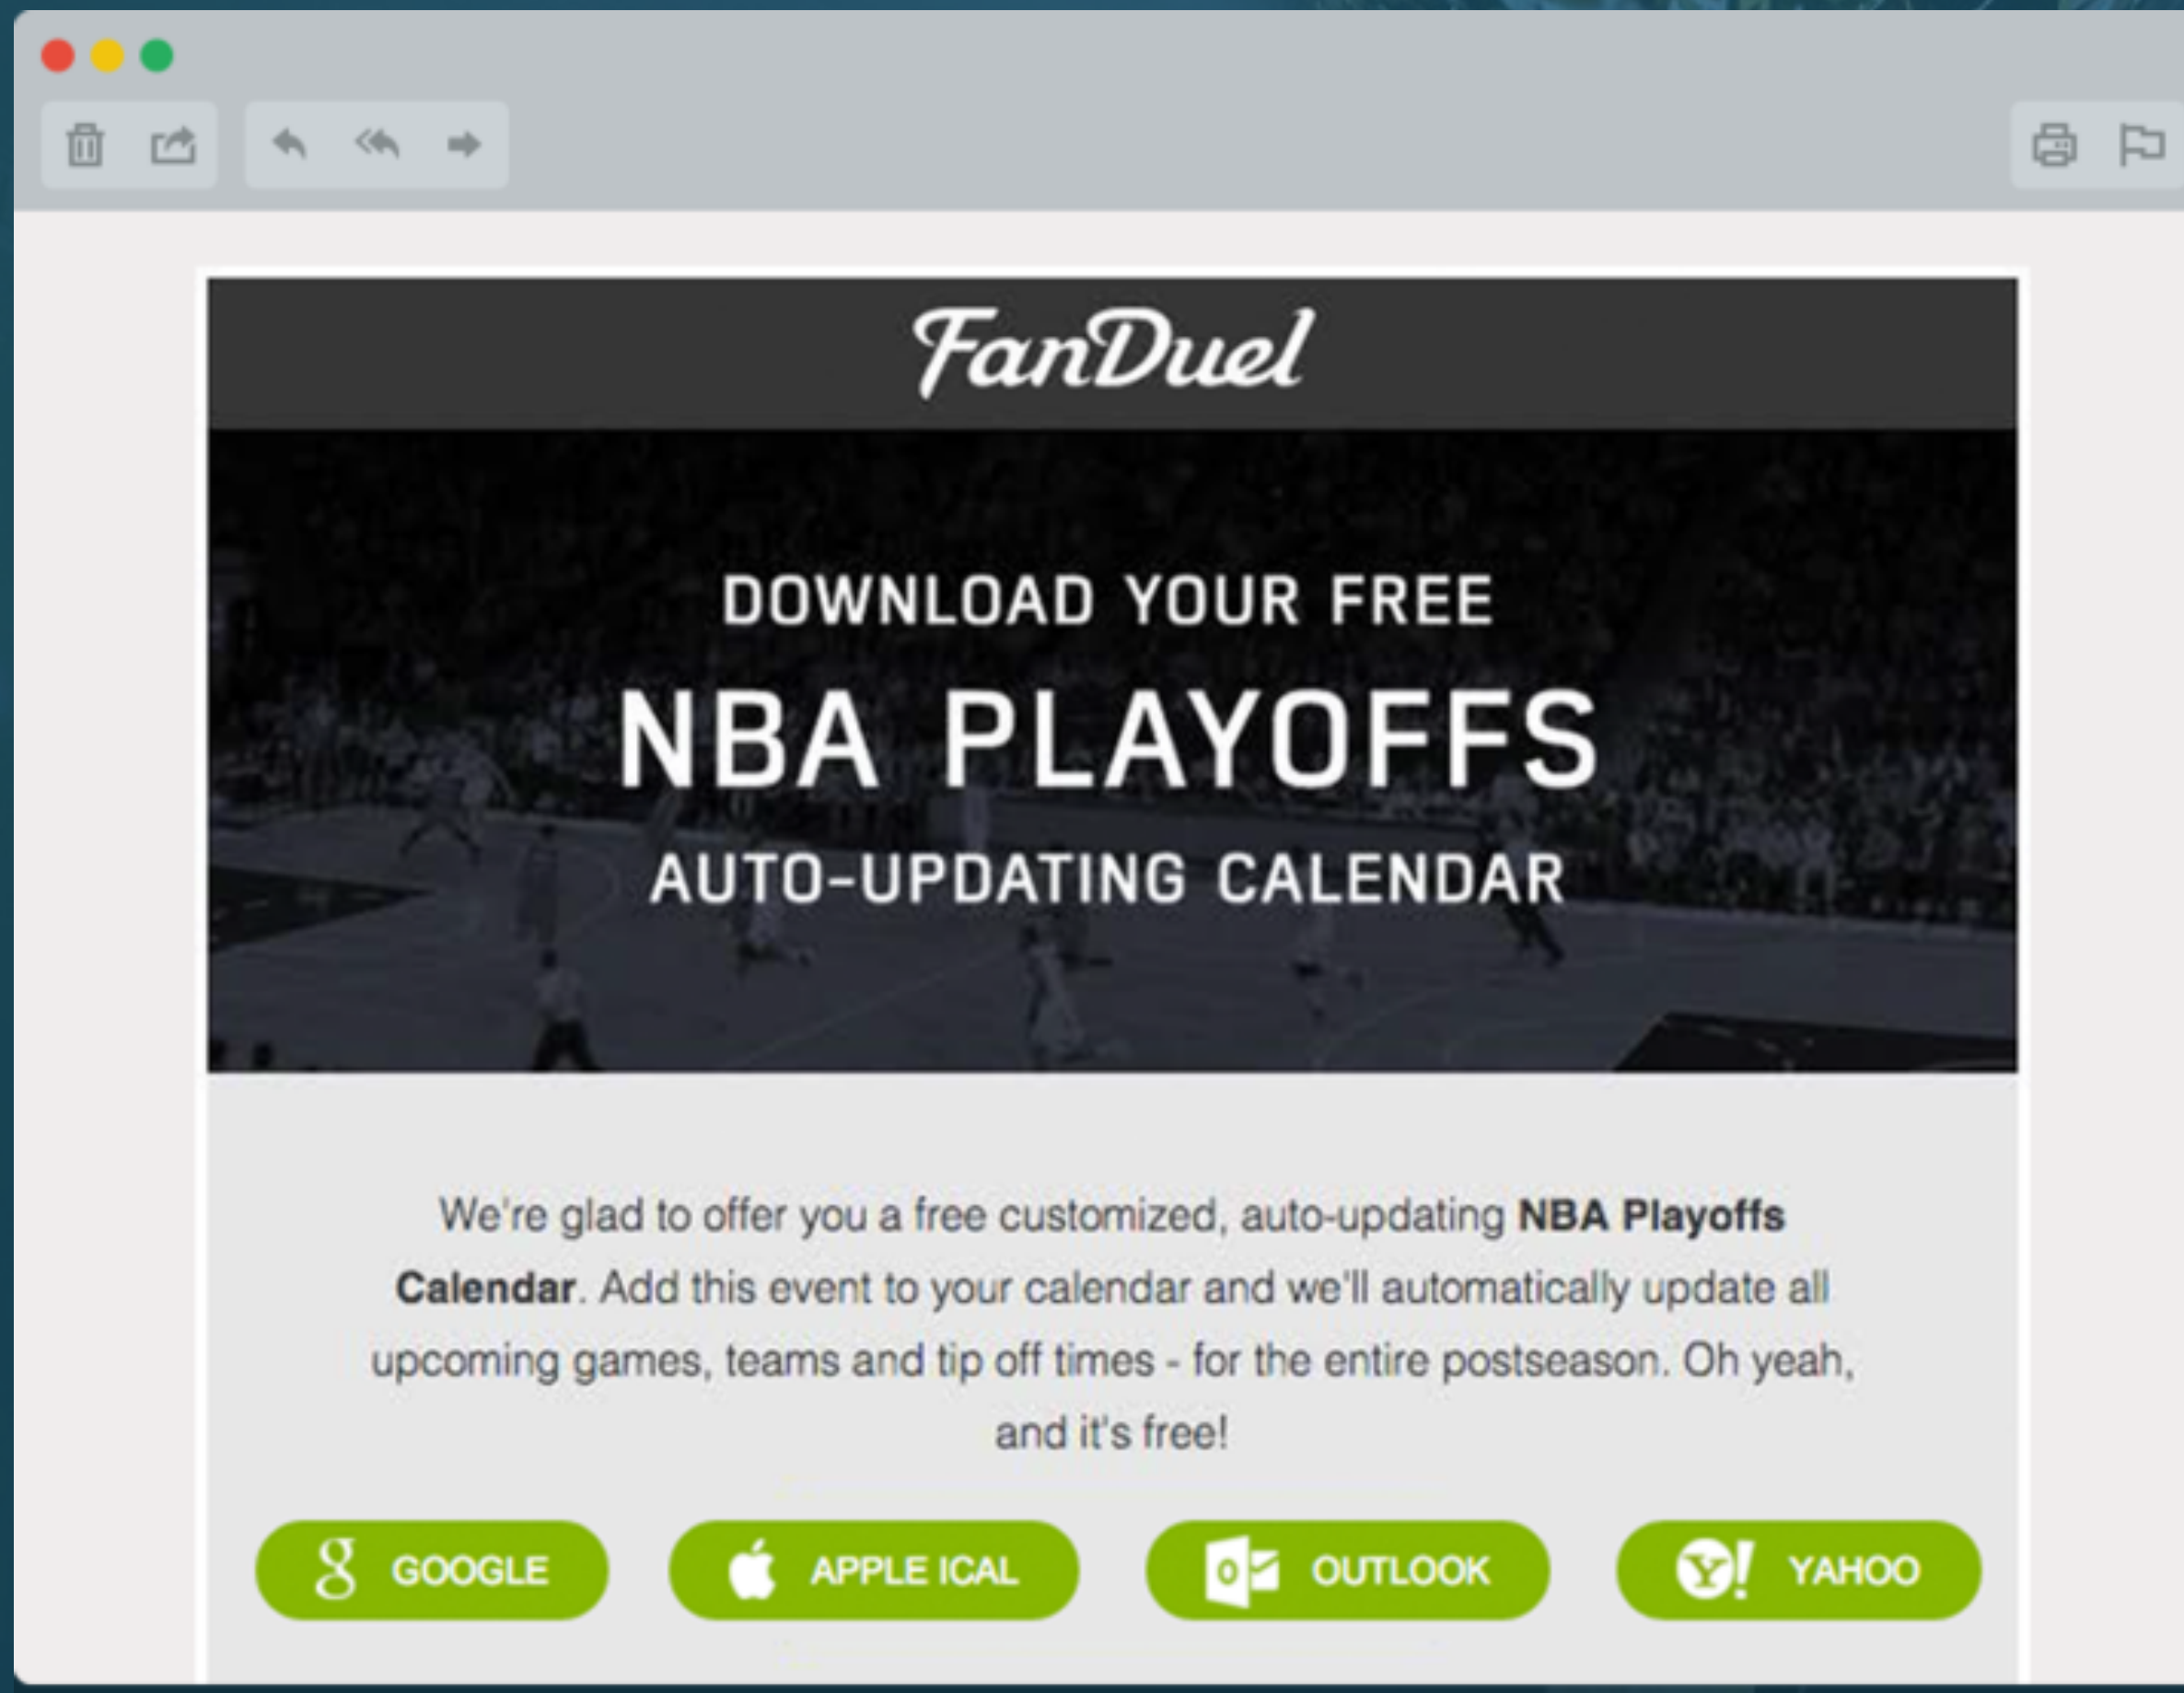 FanDuel
DOWNLOAD YOUR FREE
NBA PLAYOFFS
AUTO-UPDATING CALENDAR
We're glad to offer you a free customized, auto-updating NBA Playoffs
Calendar. Add this event to your calendar and we'll automatically update all
upcoming games, teams and tip off times - for the entire postseason. Oh yeah,
and it's free!
g GOOGLE APPLE ICAL O OUTLOOK Y! YAHOO